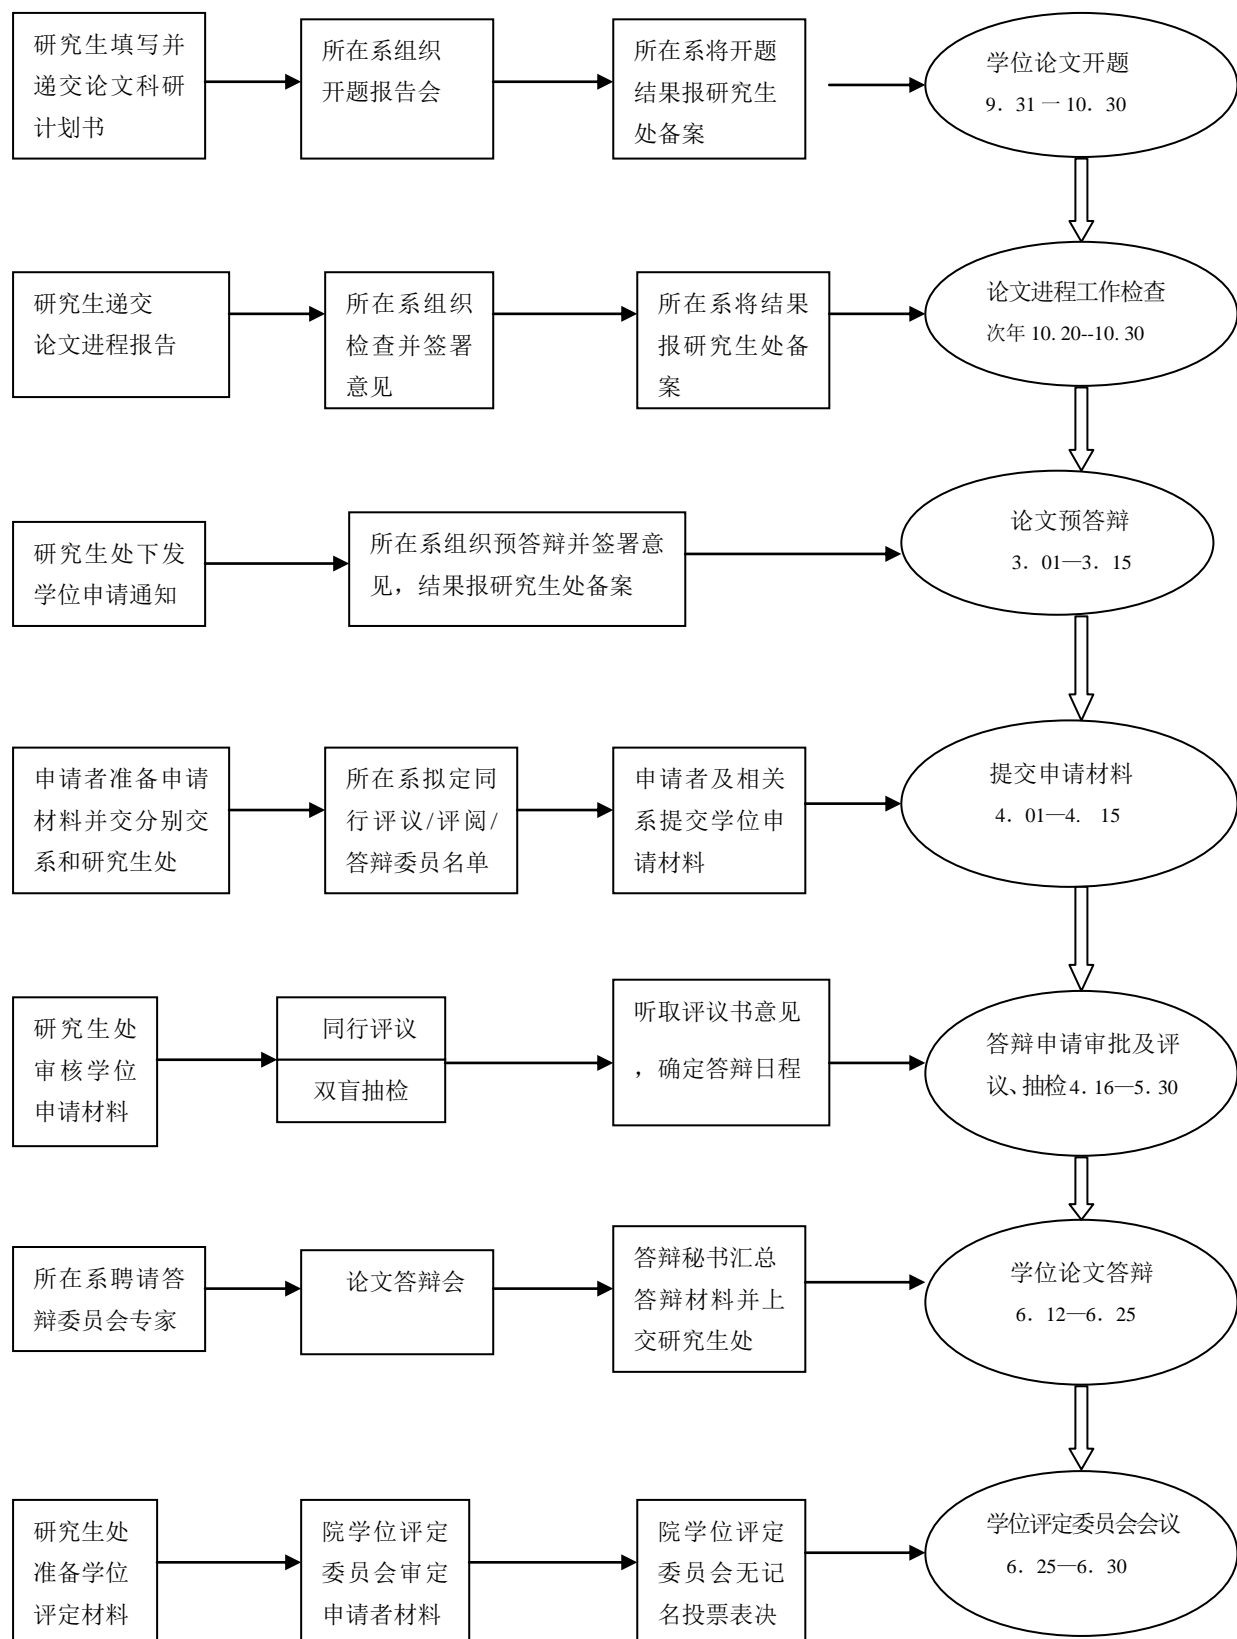 研究生填写并
递交论文科研
计划书
所在系组织
开题报告会
所在系将开题
结果报研究生
处备案
学位论文开题
9．31 一 10．30
研究生递交
论文进程报告
所在系组织
检查并签署
意见
所在系将结果
报研究生处备
案
论文进程工作检查
次年 10. 20--10. 30
研究生处下发
学位申请通知
所在系组织预答辩并签署意
见，结果报研究生处备案
论文预答辩
3．01—3．15
申请者准备申请
材料并交分别交
系和研究生处
所在系拟定同
行评议/评阅/
答辩委员名单
申请者及相关
系提交学位申
请材料
提交申请材料
4．01—4． 15
研究生处
审核学位
申请材料
同行评议
双盲抽检
听取评议书意见
，确定答辩日程
答辩申请审批及评
议、抽检 4．16—5．30
所在系聘请答
辩委员会专家
论文答辩会
答辩秘书汇总
答辩材料并上
交研究生处
学位论文答辩
6．12—6．25
研究生处
准备学位
评定材料
院学位评定
委员会审定
申请者材料
院学位评定
委员会无记
名投票表决
学位评定委员会会议
6．25—6．30